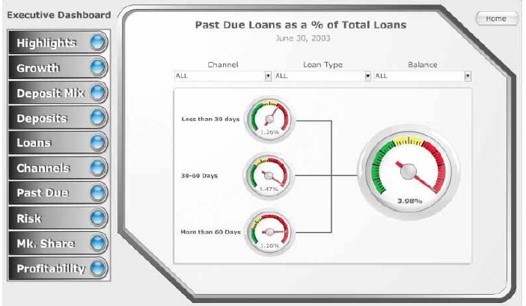 Executive Dashboard
Home
Highlights
Growth
Deposit Mix
Deposits
Loans
Channels
Past Due
Risk
Mk. Share
Profitability
Past Due Loans as a % of Total Loans
June 30, 2003
Channel Loan Type Balance
ALL ALL ALL
Less than 30 days
1.26%
30-60 Days
1.47%
More than 60 Days
3.98%